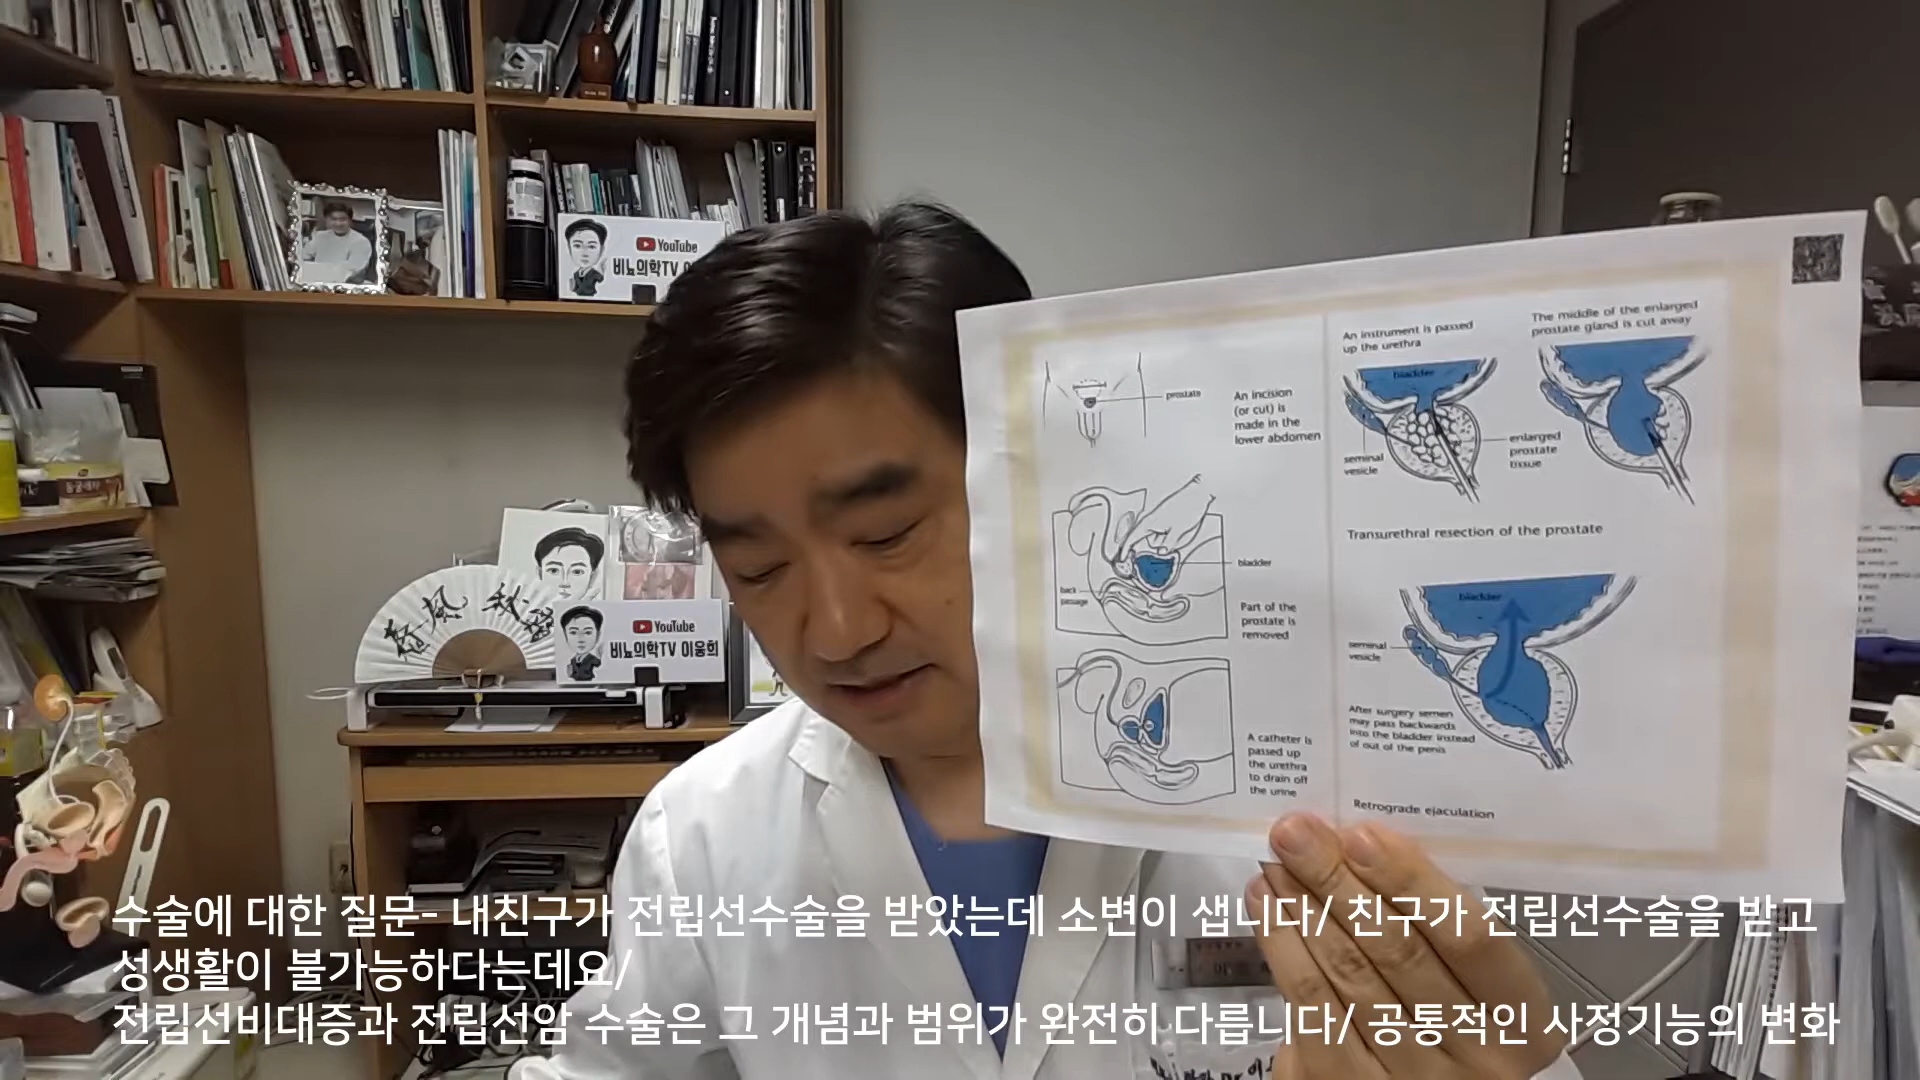 YouTube
비뇨의학TV 이
YouTube
비뇨의학TV 이웅희
An instrument is passed
up the urethra
The middle of the enlarged
prostate gland is cut away
bladder
prostate
An incision
(or cut) is
made in the
lower abdomen
enlarged
prostate
tissue
seminal
vesicle
Transurethral resection of the prostate
bladder
back
passage
Part of the
prostate is
removed
bladder
seminal
vesicle
After surgery semen
may pass backwards
into the bladder instead
of out of the penis
A catheter is
passed up
the urethra
to drain off
the urine
Retrograde ejaculation
수술에 대한 질문- 내친구가 전립선수술을 받았는데 소변이 샙니다/ 친구가 전립선수술을 받고
성생활이 불가능하다는데요/
전립선비대증과 전립선암 수술은 그 개념과 범위가 완전히 다릅니다/ 공통적인 사정기능의 변화